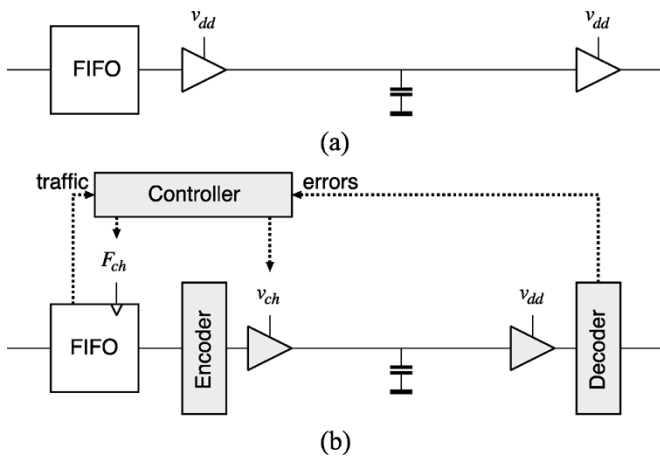 v_dd v_dd
FIFO
(a)
traffic Controller errors
F_ch
v_ch v_dd
FIFO Encoder Decoder
(b)